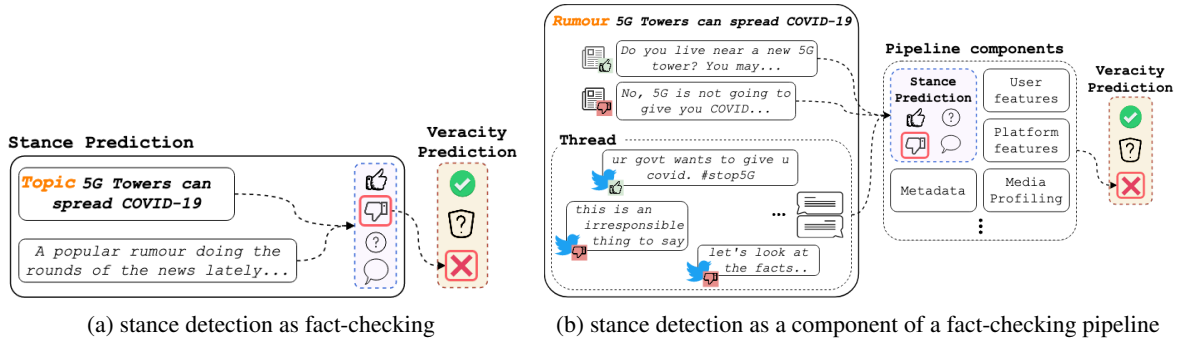 Stance Prediction
Topic 5G Towers can
spread COVID-19
A popular rumour doing the
rounds of the news lately...
Veracity
Prediction
(a) stance detection as fact-checking
Rumour 5G Towers can spread COVID-19
Do you live near a new 5G
tower? You may...
No, 5G is not going to
give you COVID...
Thread
ur govt wants to give u
covid. #stop5G
this is an
irresponsible
thing to say
...
let's look at
the facts..
Pipeline components
Stance
Prediction
User
features
Platform
features
Metadata
Media
Profiling
Veracity
Prediction
(b) stance detection as a component of a fact-checking pipeline